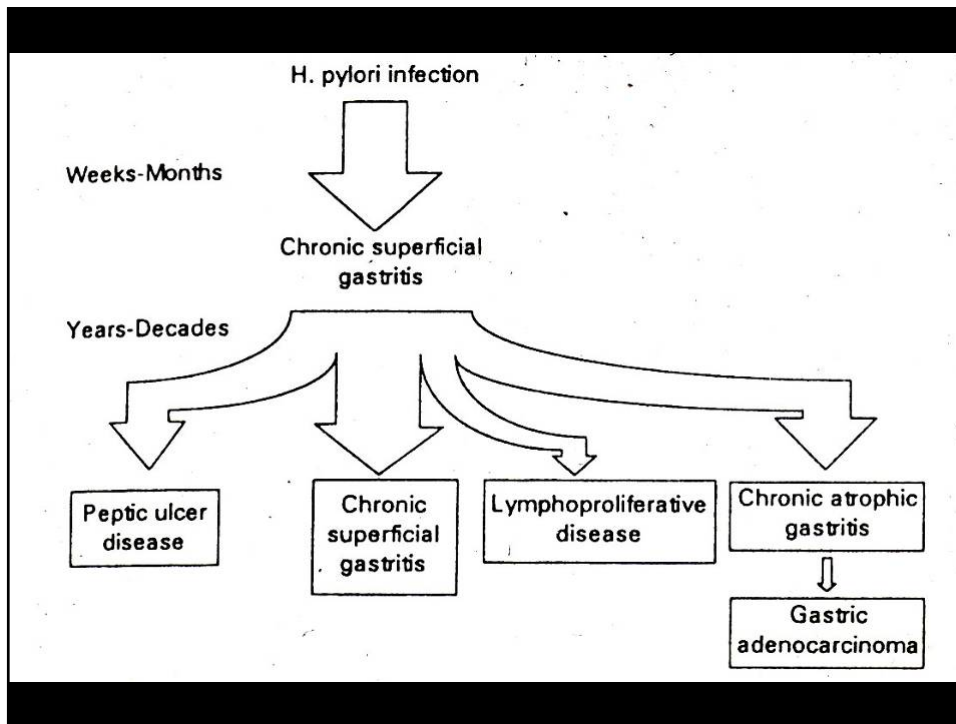 H. pylori infection
Weeks-Months
Chronic superficial
gastritis
Years-Decades
Peptic ulcer
disease
Chronic
superficial
gastritis
Lymphoproliferative
disease
Chronic atrophic
gastritis
Gastric
adenocarcinoma